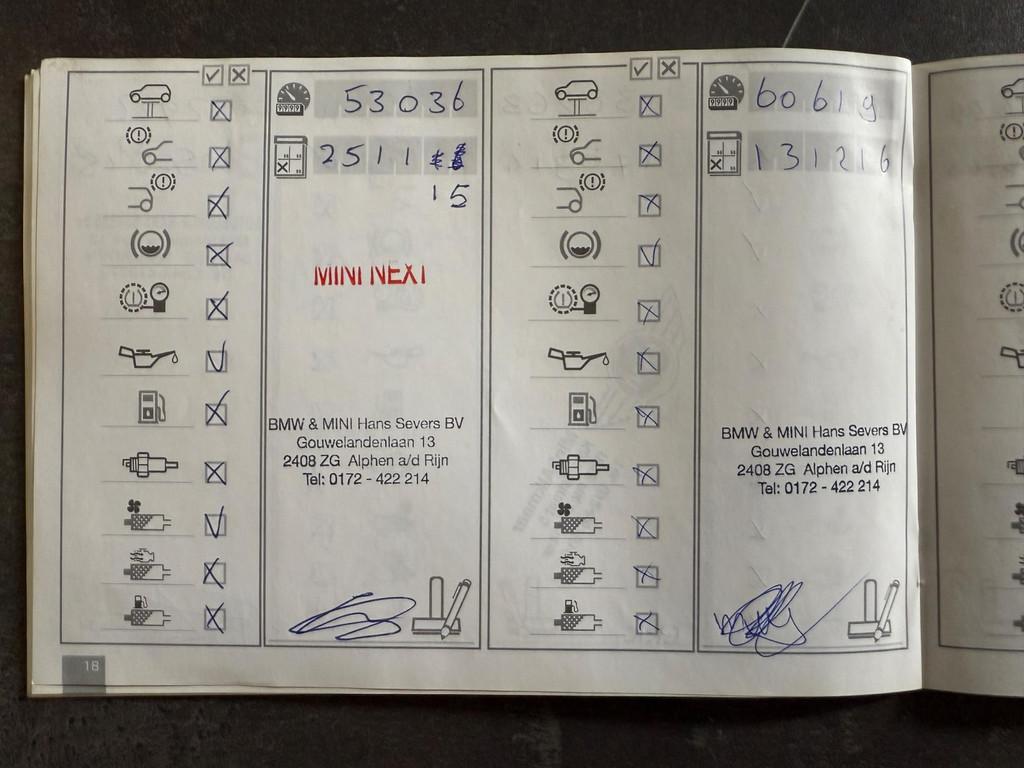 53036
2511
15
MINI NEXT
BMW & MINI Hans Severs BV
Gouwelandenlaan 13
2408 ZG Alphen a/d Rijn
Tel: 0172 - 422 214
60619
131216
BMW & MINI Hans Severs BV
Gouwelandenlaan 13
2408 ZG Alphen a/d Rijn
Tel: 0172 - 422 214
18